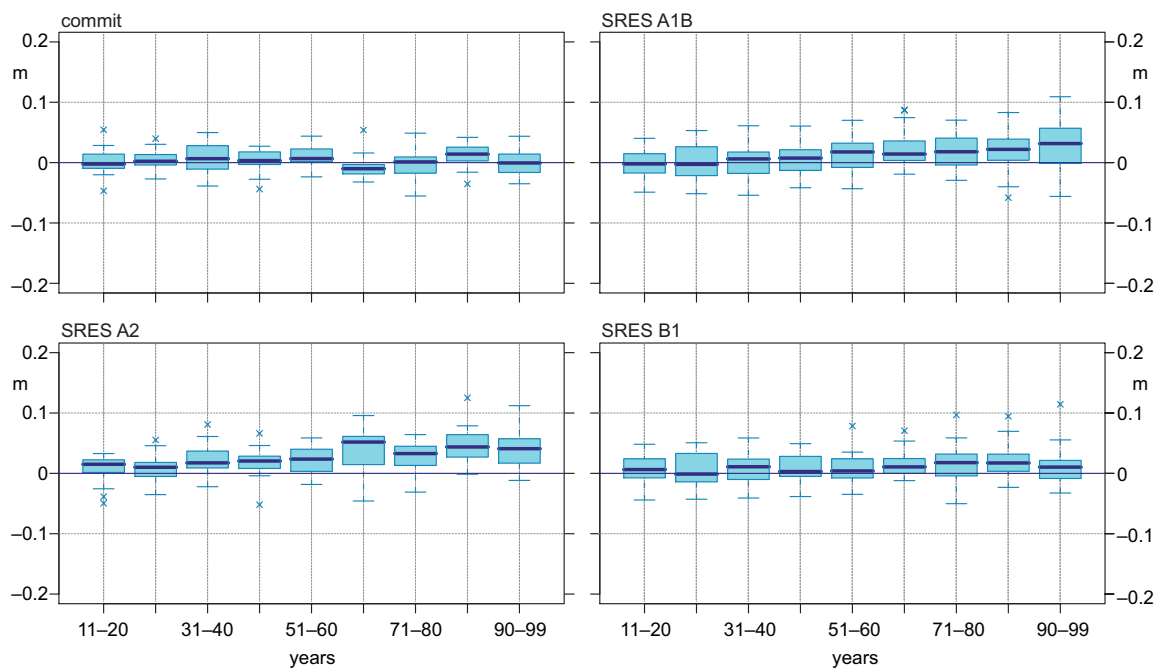 commit SRES A1B
0.2 0.2
m m
0.1 0.1
0 0
–0.1 –0.1
–0.2 –0.2
SRES A2 SRES B1
0.2 0.2
m m
0.1 0.1
0 0
–0.1 –0.1
–0.2 –0.2
11–20 31–40 51–60 71–80 90–99 11–20 31–40 51–60 71–80 90–99
years years